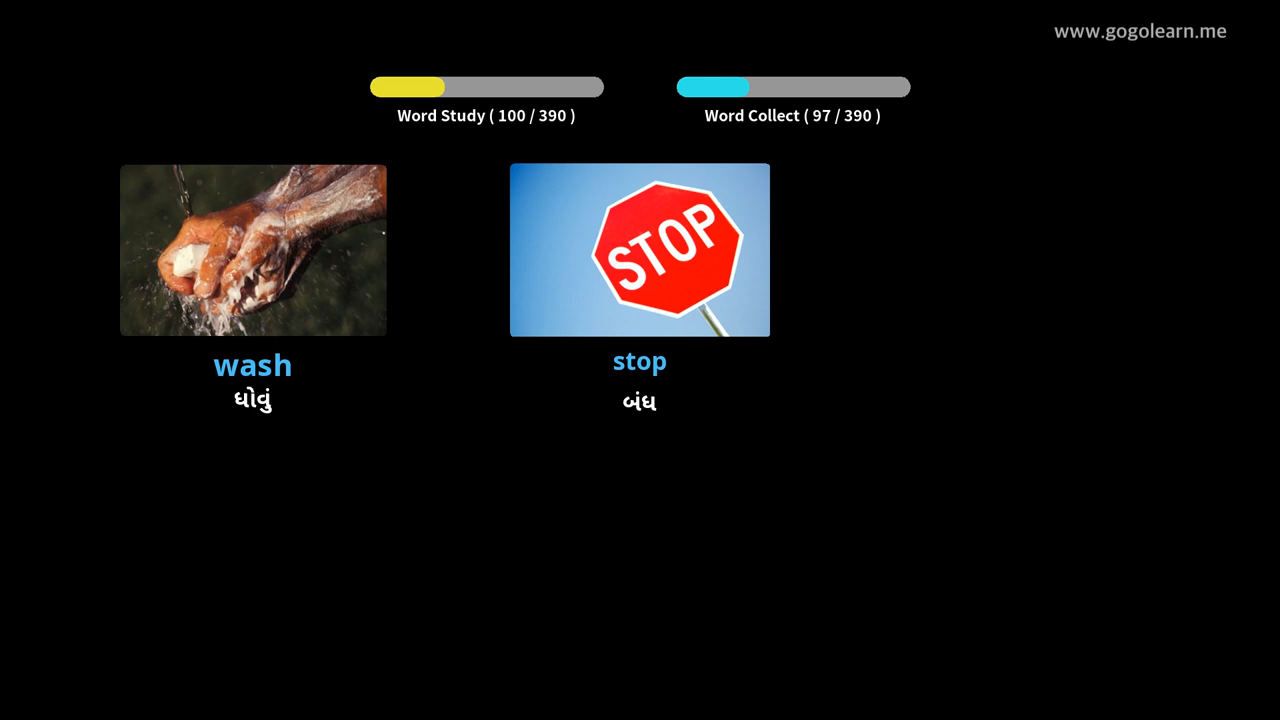 www.gogolearn.me
Word Study ( 100 / 390 )
Word Collect ( 97 / 390 )
STOP
wash
ધોવું
stop
બંધ